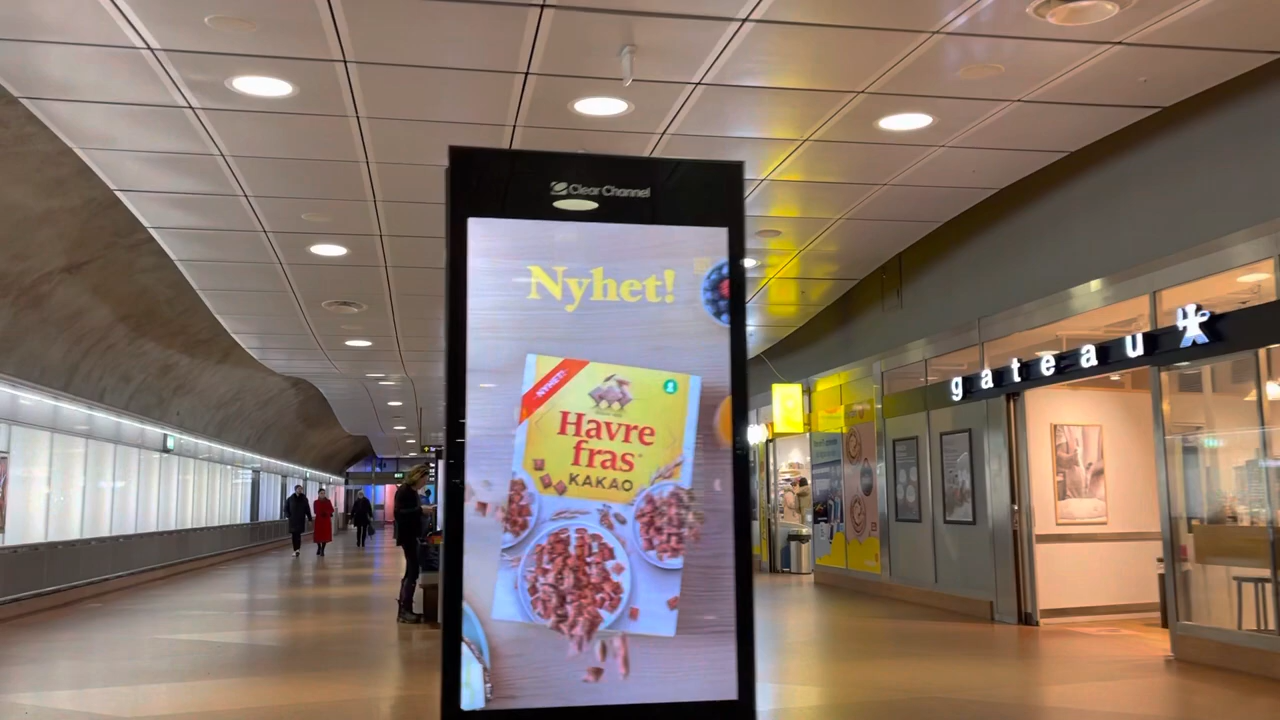 Clear Channel
Nyhet!
NYHET!
Havre
fras
KAKAO
gateau